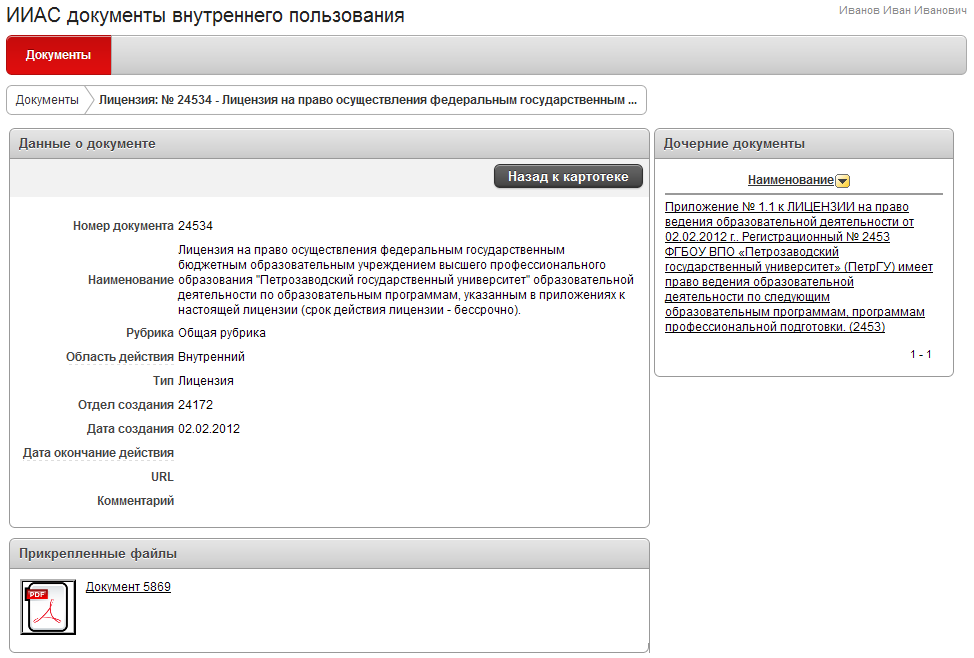 ИИАС документы внутреннего пользования
Иванов Иван Иванович
Документы
Документы
Лицензия: № 24534 - Лицензия на право осуществления федеральным государственным ...
Данные о документе
Назад к картотеке
Номер документа 24534
Наименование
Лицензия на право осуществления федеральным государственным
бюджетным образовательным учреждением высшего профессионального
образования "Петрозаводский государственный университет" образовательной
деятельности по образовательным программам, указанным в приложениях к
настоящей лицензии (срок действия лицензии - бессрочно).
Рубрика Общая рубрика
Область действия Внутренний
Тип Лицензия
Отдел создания 24172
Дата создания 02.02.2012
Дата окончание действия
URL
Комментарий
Прикрепленные файлы
PDF
Документ 5869
Дочерние документы
Наименование
Приложение № 1.1 к ЛИЦЕНЗИИ на право
ведения образовательной деятельности от
02.02.2012 г.. Регистрационный № 2453
ФГБОУ ВПО «Петрозаводский
государственный университет» (ПетрГУ) имеет
право ведения образовательной
деятельности по следующим
образовательным программам, программам
профессиональной подготовки. (2453)
1 - 1